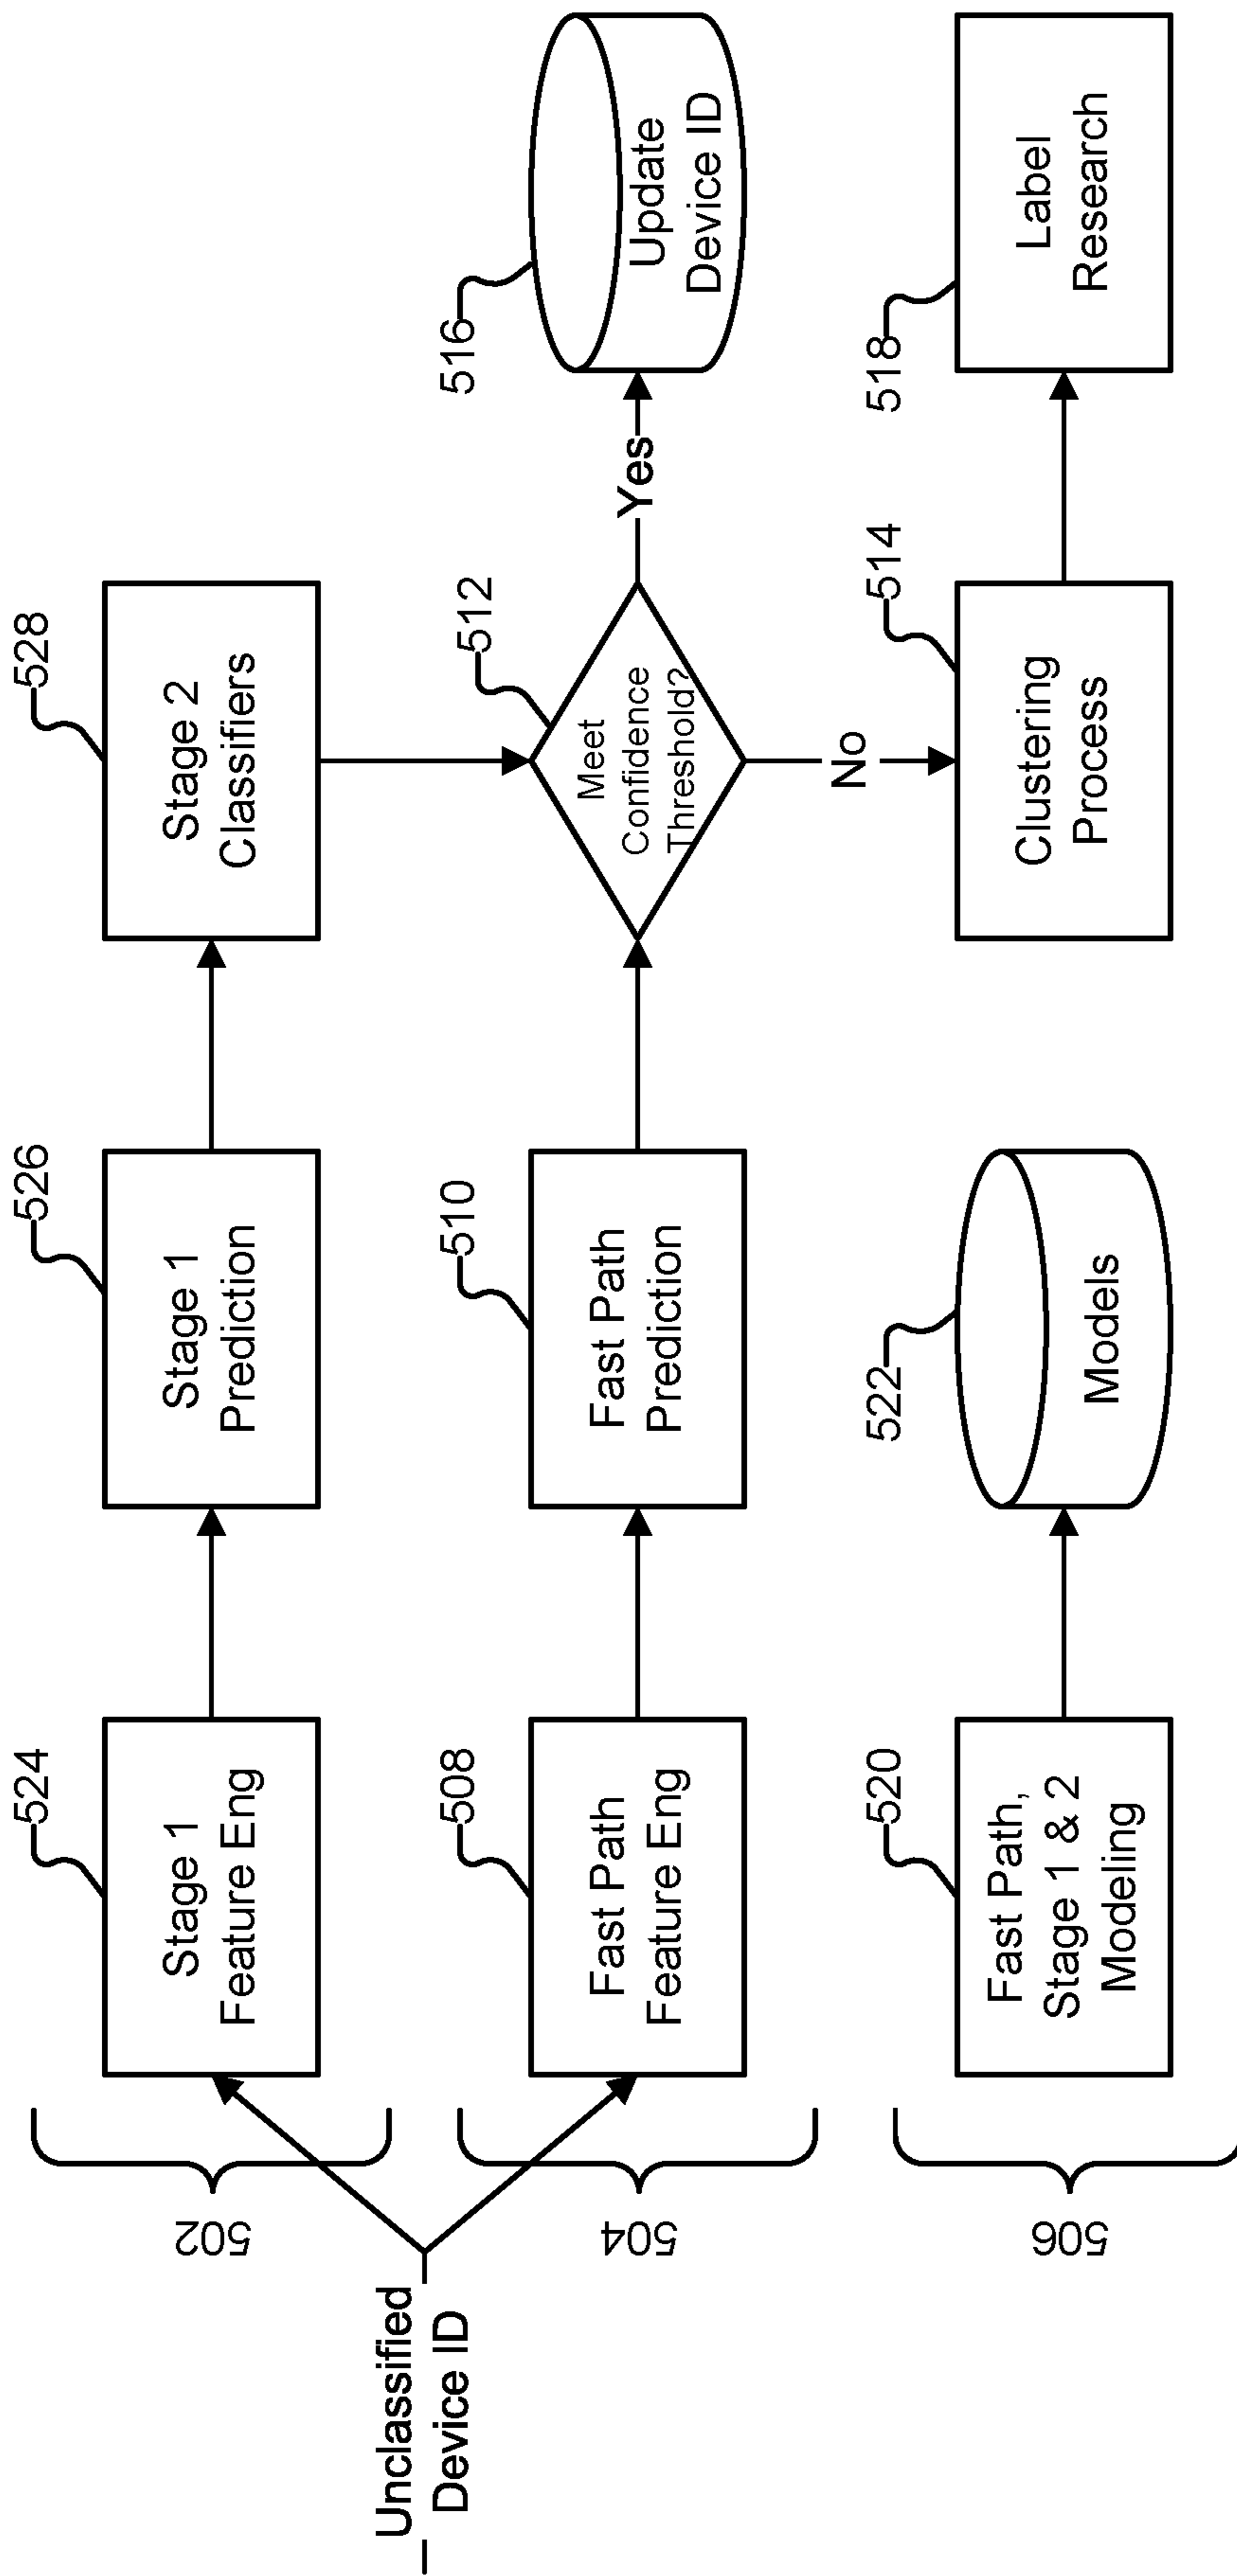 Unclassified
Device ID
502
524
Stage 1
Feature Eng
526
Stage 1
Prediction
528
Stage 2
Classifiers
504
508
Fast Path
Feature Eng
510
Fast Path
Prediction
512
Meet
Confidence
Threshold?
Yes
516
Update
Device ID
No
506
520
Fast Path,
Stage 1 & 2
Modeling
522
Models
514
Clustering
Process
518
Label
Research